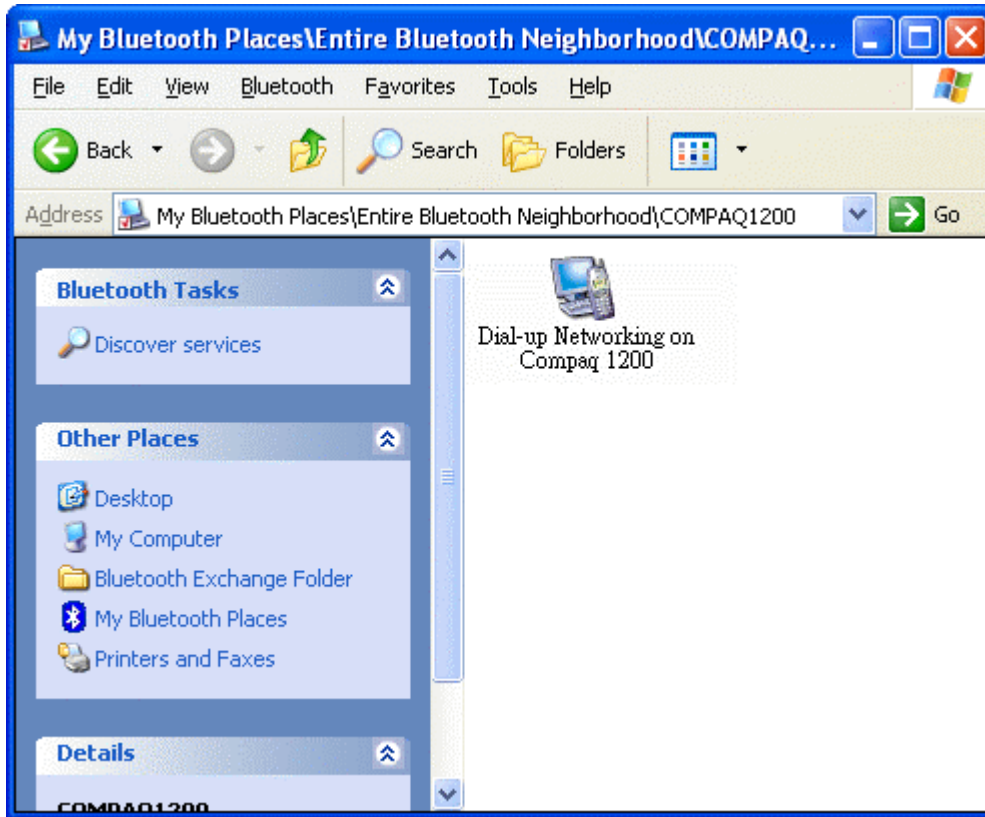 My Bluetooth Places\Entire Bluetooth Neighborhood\COMPAQ...
File Edit View Bluetooth Favorites Tools Help
Back Search Folders
Address My Bluetooth Places\Entire Bluetooth Neighborhood\COMPAQ1200 Go
Bluetooth Tasks
Discover services
Other Places
Desktop
My Computer
Bluetooth Exchange Folder
My Bluetooth Places
Printers and Faxes
Details
COMPAQ1200
Dial-up Networking on
Compaq 1200